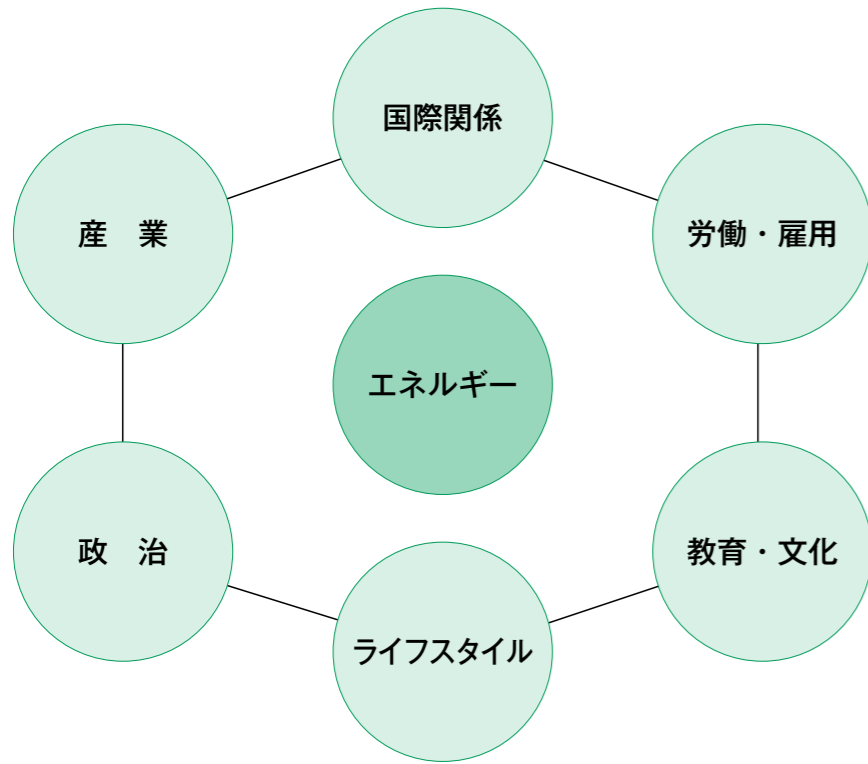 国際関係
産　業
労働・雇用
エネルギー
政　治
教育・文化
ライフスタイル